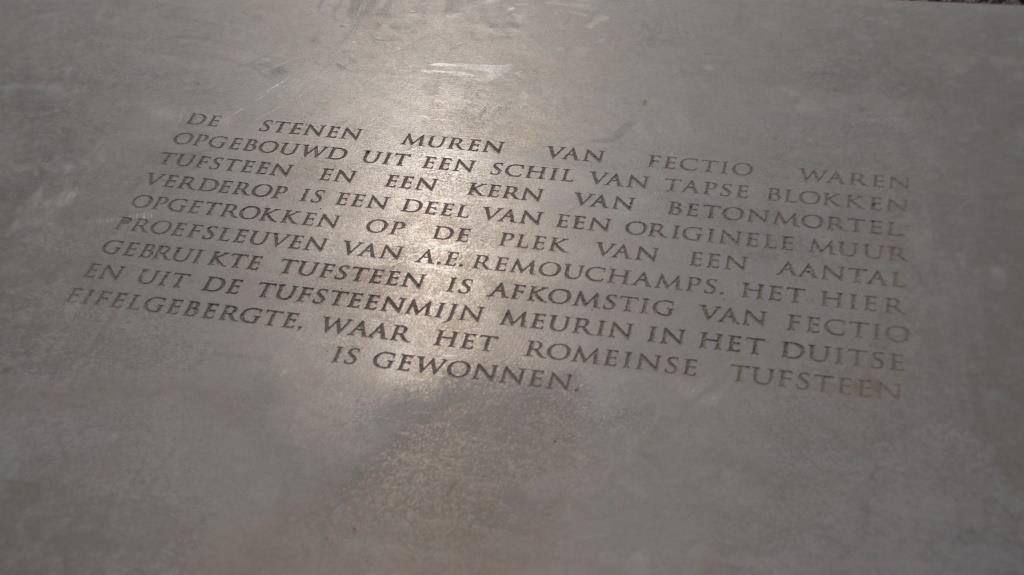 DE STENEN MUREN VAN FECTIO WAREN
OPGEBOUWD UIT EEN SCHIL VAN TAPSE BLOKKEN
TUFSTEEN EN EEN KERN VAN BETONMORTEL.
VERDEROP IS EEN DEEL VAN EEN ORIGINELE MUUR
OPGETROKKEN OP DE PLEK VAN EEN AANTAL
PROEFSLEUVEN VAN A.E. REMOUCHAMPS. HET HIER
GEBRUIKTE TUFSTEEN IS AFKOMSTIG VAN FECTIO
EN UIT DE TUFSTEENMIJN MEURIN IN HET DUITSE
EIFELGEBERGTE, WAAR HET ROMEINSE TUFSTEEN
IS GEWONNEN.